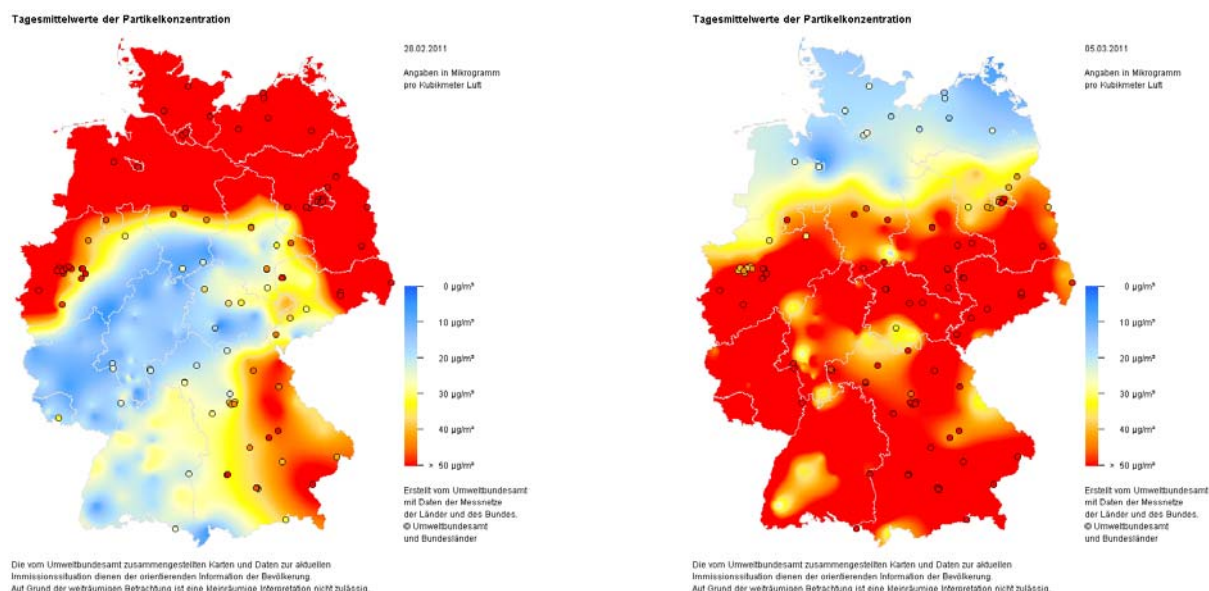 Tagesmittelwerte der Partikelkonzentration
28.02.2011
Angaben in Mikrogramm
pro Kubikmeter Luft
0 µg/m³
10 µg/m³
20 µg/m³
30 µg/m³
40 µg/m³
> 50 µg/m³
Erstellt vom Umweltbundesamt
mit Daten der Messnetze
der Länder und des Bundes.
© Umweltbundesamt
und Bundesländer
Die vom Umweltbundesamt zusammengestellten Karten und Daten zur aktuellen
Immissionssituation dienen der orientierenden Information der Bevölkerung.
Auf Grund der weiträumigen Betrachtung ist eine kleinräumige Interpretation nicht zulässig.
Tagesmittelwerte der Partikelkonzentration
05.03.2011
Angaben in Mikrogramm
pro Kubikmeter Luft
0 µg/m³
10 µg/m³
20 µg/m³
30 µg/m³
40 µg/m³
> 50 µg/m³
Erstellt vom Umweltbundesamt
mit Daten der Messnetze
der Länder und des Bundes.
© Umweltbundesamt
und Bundesländer
Die vom Umweltbundesamt zusammengestellten Karten und Daten zur aktuellen
Immissionssituation dienen der orientierenden Information der Bevölkerung.
Auf Grund der weiträumigen Betrachtung ist eine kleinräumige Interpretation nicht zulässig.